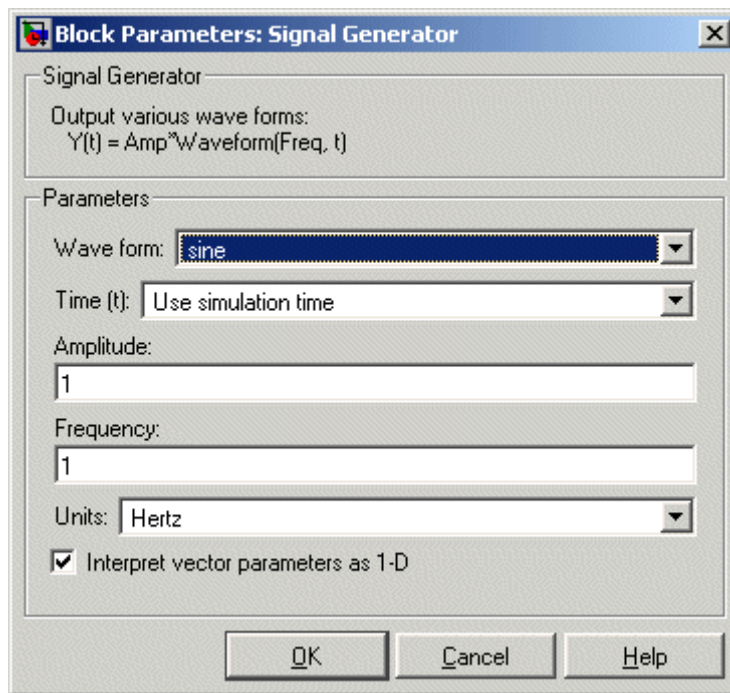 Block Parameters: Signal Generator
Signal Generator
Output various wave forms:
Y(t) = Amp*Waveform(Freq, t)
Parameters
Wave form: sine
Time (t): Use simulation time
Amplitude:
1
Frequency:
1
Units: Hertz
Interpret vector parameters as 1-D
OK Cancel Help